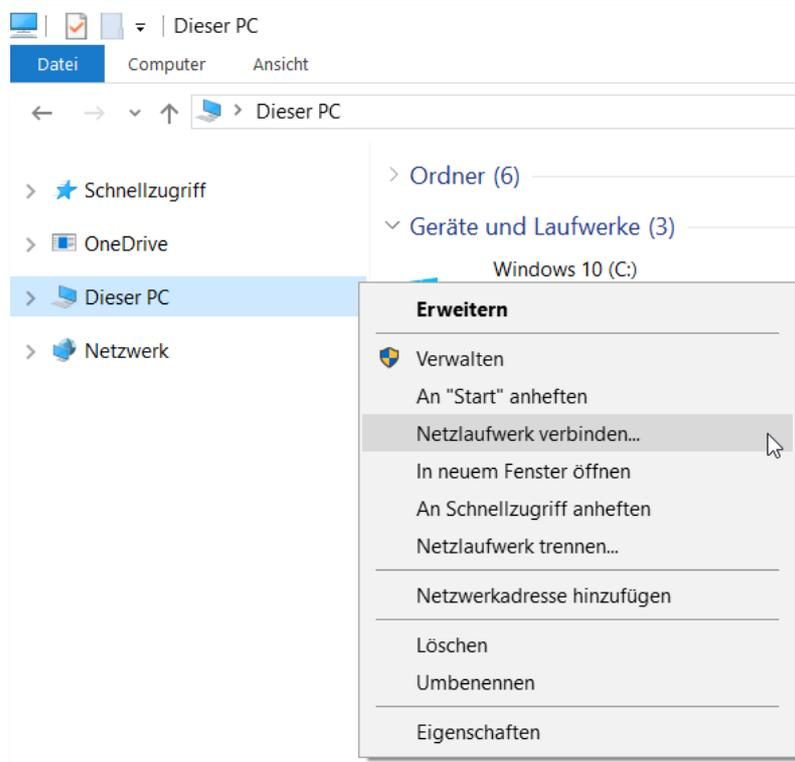 Dieser PC
Datei Computer Ansicht
Dieser PC
Schnellzugriff
OneDrive
Dieser PC
Netzwerk
Ordner (6)
Geräte und Laufwerke (3)
Windows 10 (C:)
Erweitern
Verwalten
An "Start" anheften
Netzlaufwerk verbinden...
In neuem Fenster öffnen
An Schnellzugriff anheften
Netzlaufwerk trennen...
Netzwerkadresse hinzufügen
Löschen
Umbenennen
Eigenschaften